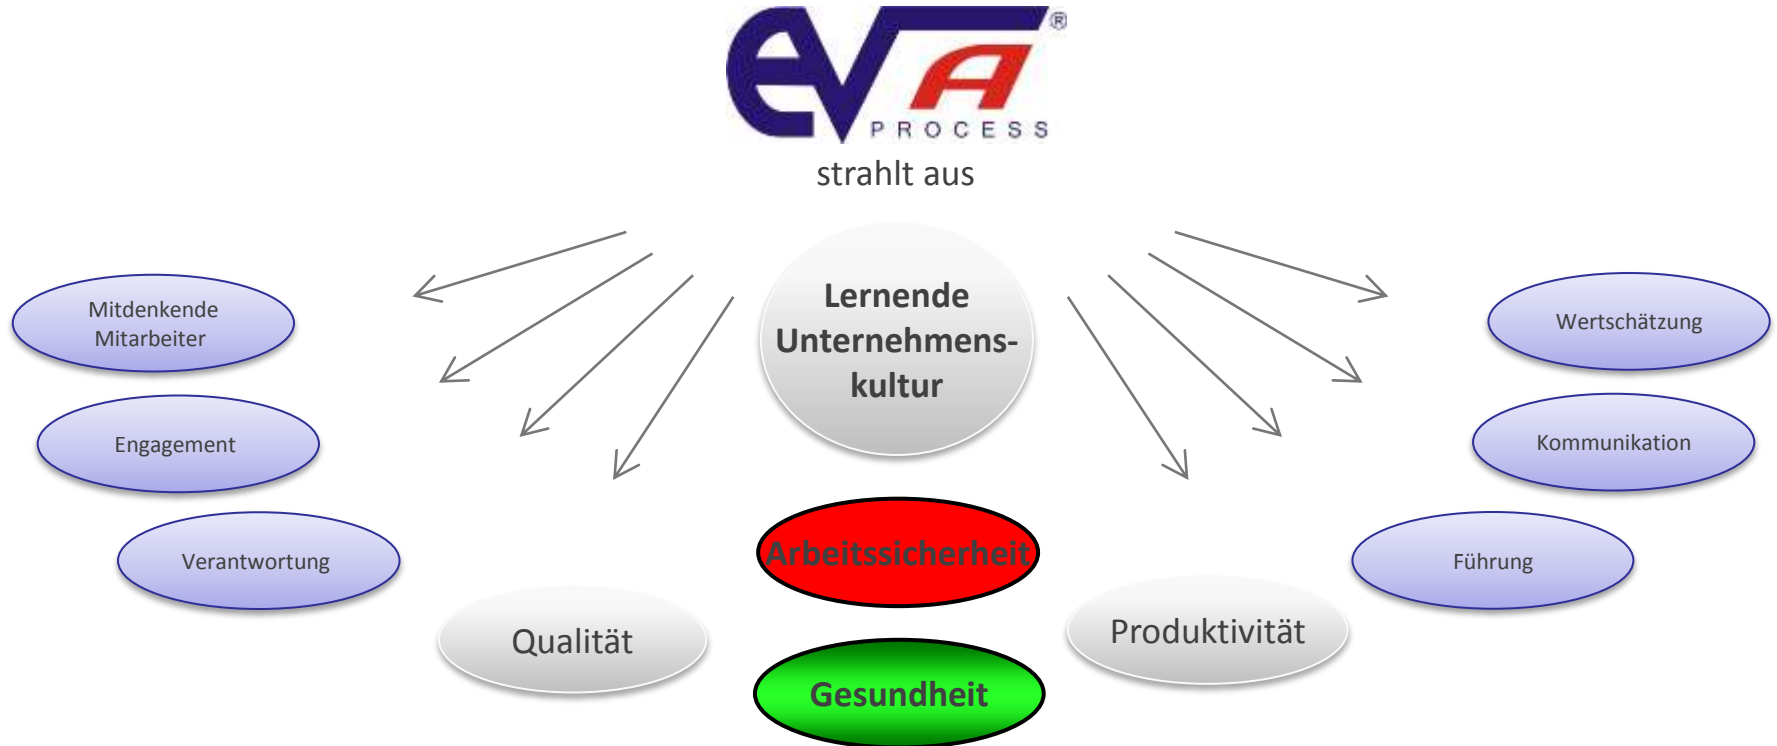 eVA®
PROCESS
strahlt aus
Lernende
Unternehmens-
kultur
Mitdenkende
Mitarbeiter
Engagement
Verantwortung
Qualität
Arbeitssicherheit
Gesundheit
Produktivität
Wertschätzung
Kommunikation
Führung